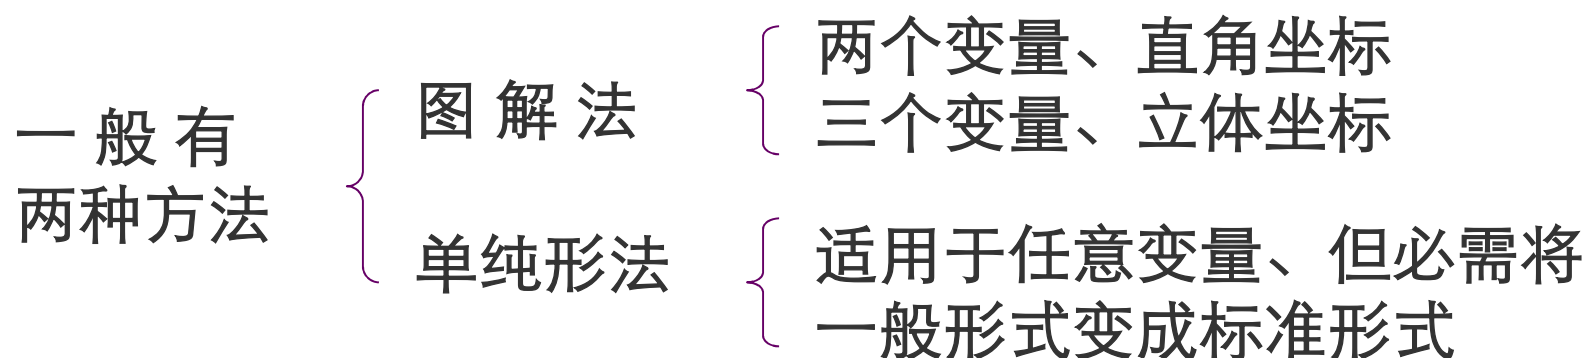 一般有
两种方法
图解法
两个变量、直角坐标
三个变量、立体坐标
单纯形法
适用于任意变量、但必需将
一般形式变成标准形式